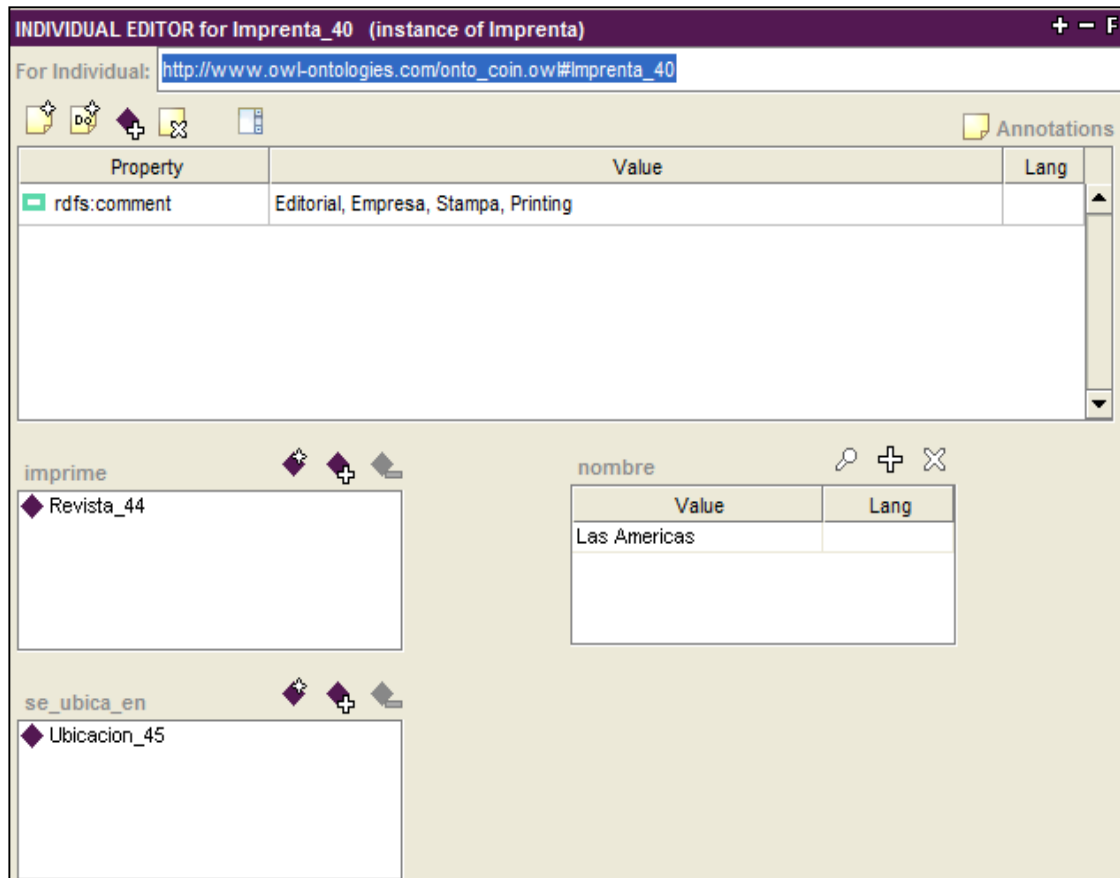 INDIVIDUAL EDITOR for Imprenta_40 (instance of Imprenta) + − F
For Individual: http://www.owl-ontologies.com/onto_coin.owl#Imprenta_40
Annotations
Property Value Lang
rdfs:comment Editorial, Empresa, Stampa, Printing
imprime
Revista_44
nombre
Value Lang
Las Americas
se_ubica_en
Ubicacion_45